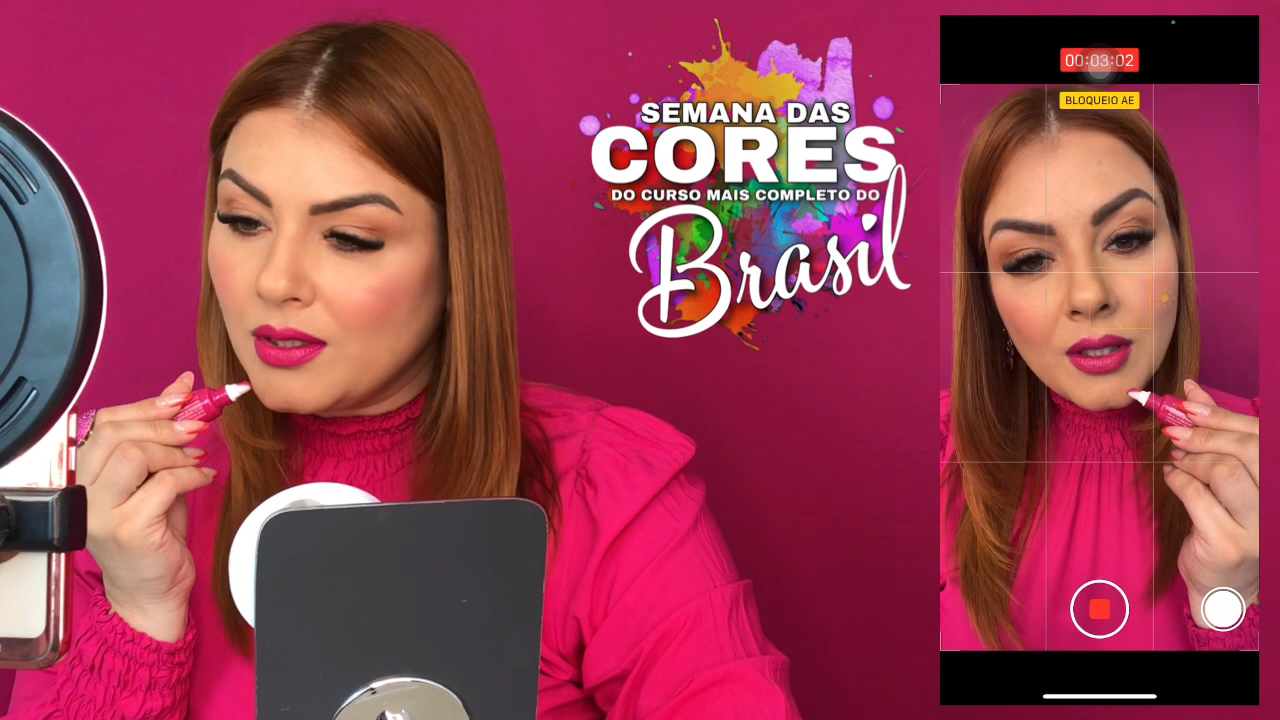 SEMANA DAS
CORES
DO CURSO MAIS COMPLETO DO
Brasil
00:03:02
BLOQUEIO AE